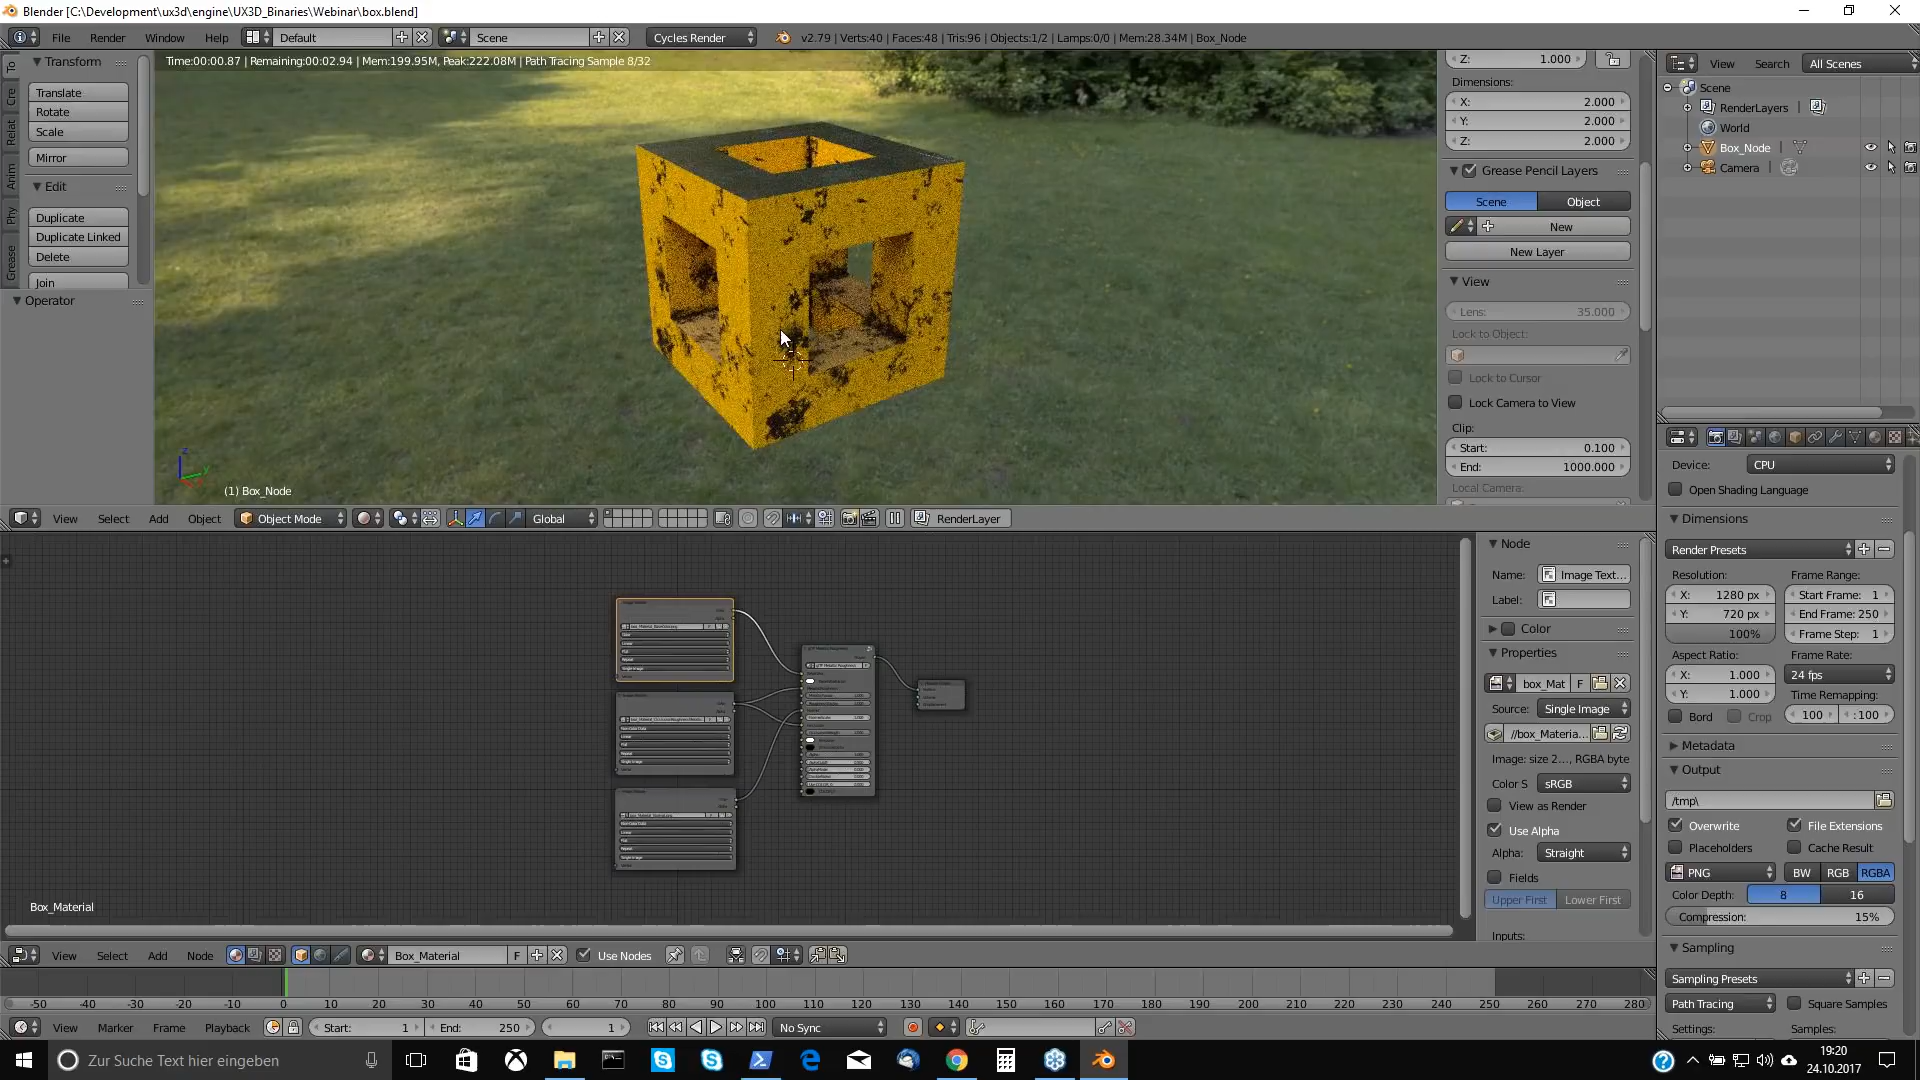 Blender [C:\Development\ux3d\engine\UX3D_Binaries\Webinar\box.blend]
File Render Window Help Default Scene Cycles Render v2.79 | Verts:40 | Faces:48 | Tris:96 | Objects:1/2 | Lamps:0/0 | Mem:28.34M | Box_Node
Time:00:00.87 | Remaining:00:02.94 | Mem:199.95M, Peak:222.08M | Path Tracing Sample 8/32
To
Cre
Relat
Anim
Phy
Grease
Transform
Translate
Rotate
Scale
Mirror
Edit
Duplicate
Duplicate Linked
Delete
Join
Operator
z
y
(1) Box_Node
Z: 1.000
Dimensions:
X: 2.000
Y: 2.000
Z: 2.000
Grease Pencil Layers
Scene Object
New
New Layer
View
Lens: 35.000
Lock to Object:
Lock to Cursor
Lock Camera to View
Clip:
Start: 0.100
End: 1000.000
Local Camera:
View Search All Scenes
Scene
RenderLayers
World
Box_Node
Camera
View Select Add Object Object Mode Global RenderLayer
Box_Material
Node
Name: Image Text...
Label:
Color
Properties
box_Mat F
Source: Single Image
//box_Materia...
Image: size 2..., RGBA byte
Color S sRGB
View as Render
Use Alpha
Alpha: Straight
Fields
Upper First Lower First
Inputs:
Device: CPU
Open Shading Language
Dimensions
Render Presets
Resolution: Frame Range:
X: 1280 px Start Frame: 1
Y: 720 px End Frame: 250
100% Frame Step: 1
Aspect Ratio: Frame Rate:
X: 1.000 24 fps
Y: 1.000 Time Remapping:
Bord Crop 100 :100
Metadata
Output
/tmp\
Overwrite File Extensions
Placeholders Cache Result
PNG BW RGB RGBA
Color Depth: 8 16
Compression: 15%
Sampling
Sampling Presets
Path Tracing Square Samples
Settings: Samples:
View Select Add Node Box_Material F Use Nodes
-50 -40 -30 -20 -10 0 10 20 30 40 50 60 70 80 90 100 110 120 130 140 150 160 170 180 190 200 210 220 230 240 250 260 270 280
View Marker Frame Playback Start: 1 End: 250 1 No Sync
Zur Suche Text hier eingeben
19:20
24.10.2017